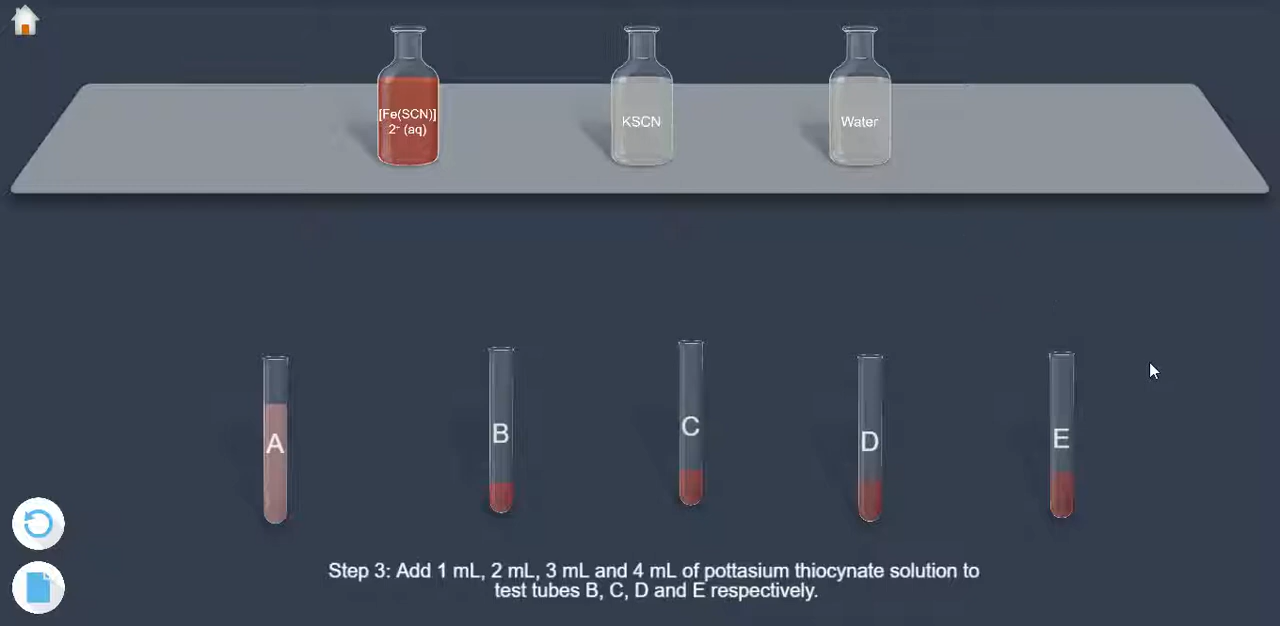 [Fe(SCN)]
2⁻ (aq)
KSCN
Water
A
B
C
D
E
Step 3: Add 1 mL, 2 mL, 3 mL and 4 mL of pottasium thiocynate solution to
test tubes B, C, D and E respectively.